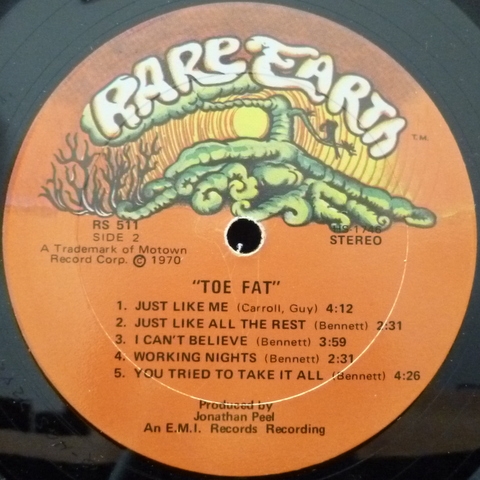 RARE EARTH
T.M.
RS 511
SIDE 2
STEREO
A Trademark of Motown
Record Corp. © 1970
"TOE FAT"
1. JUST LIKE ME (Carroll, Guy) 4:12
2. JUST LIKE ALL THE REST (Bennett) 2:31
3. I CAN'T BELIEVE (Bennett) 3:59
4. WORKING NIGHTS (Bennett) 2:31
5. YOU TRIED TO TAKE IT ALL (Bennett) 4:26
Produced by
Jonathan Peel
An E.M.I. Records Recording